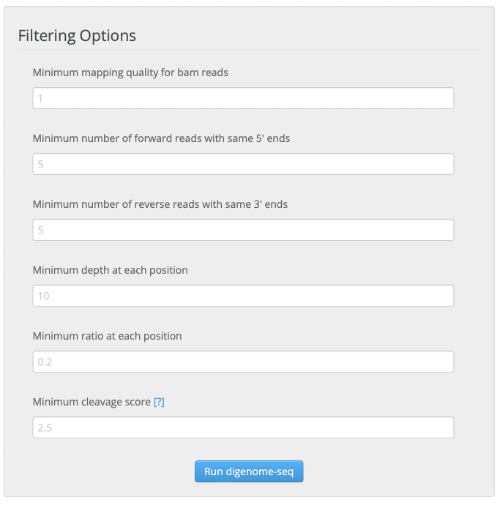 Filtering Options
Minimum mapping quality for bam reads
1
Minimum number of forward reads with same 5' ends
5
Minimum number of reverse reads with same 3' ends
5
Minimum depth at each position
10
Minimum ratio at each position
0.2
Minimum cleavage score [?]
2.5
Run digenome-seq